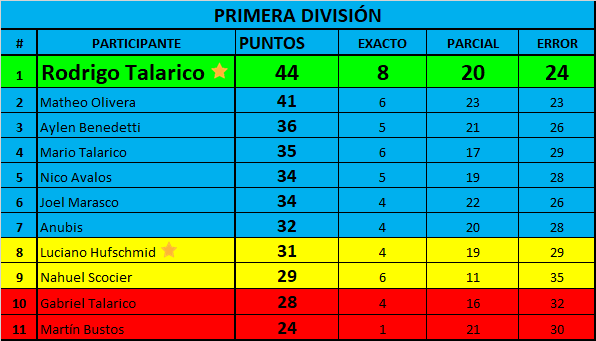 PRIMERA DIVISIÓN
# PARTICIPANTE PUNTOS EXACTO PARCIAL ERROR
1 Rodrigo Talarico 44 8 20 24
2 Matheo Olivera 41 6 23 23
3 Aylen Benedetti 36 5 21 26
4 Mario Talarico 35 6 17 29
5 Nico Avalos 34 5 19 28
6 Joel Marasco 34 4 22 26
7 Anubis 32 4 20 28
8 Luciano Hufschmid 31 4 19 29
9 Nahuel Scocier 29 6 11 35
10 Gabriel Talarico 28 4 16 32
11 Martín Bustos 24 1 21 30